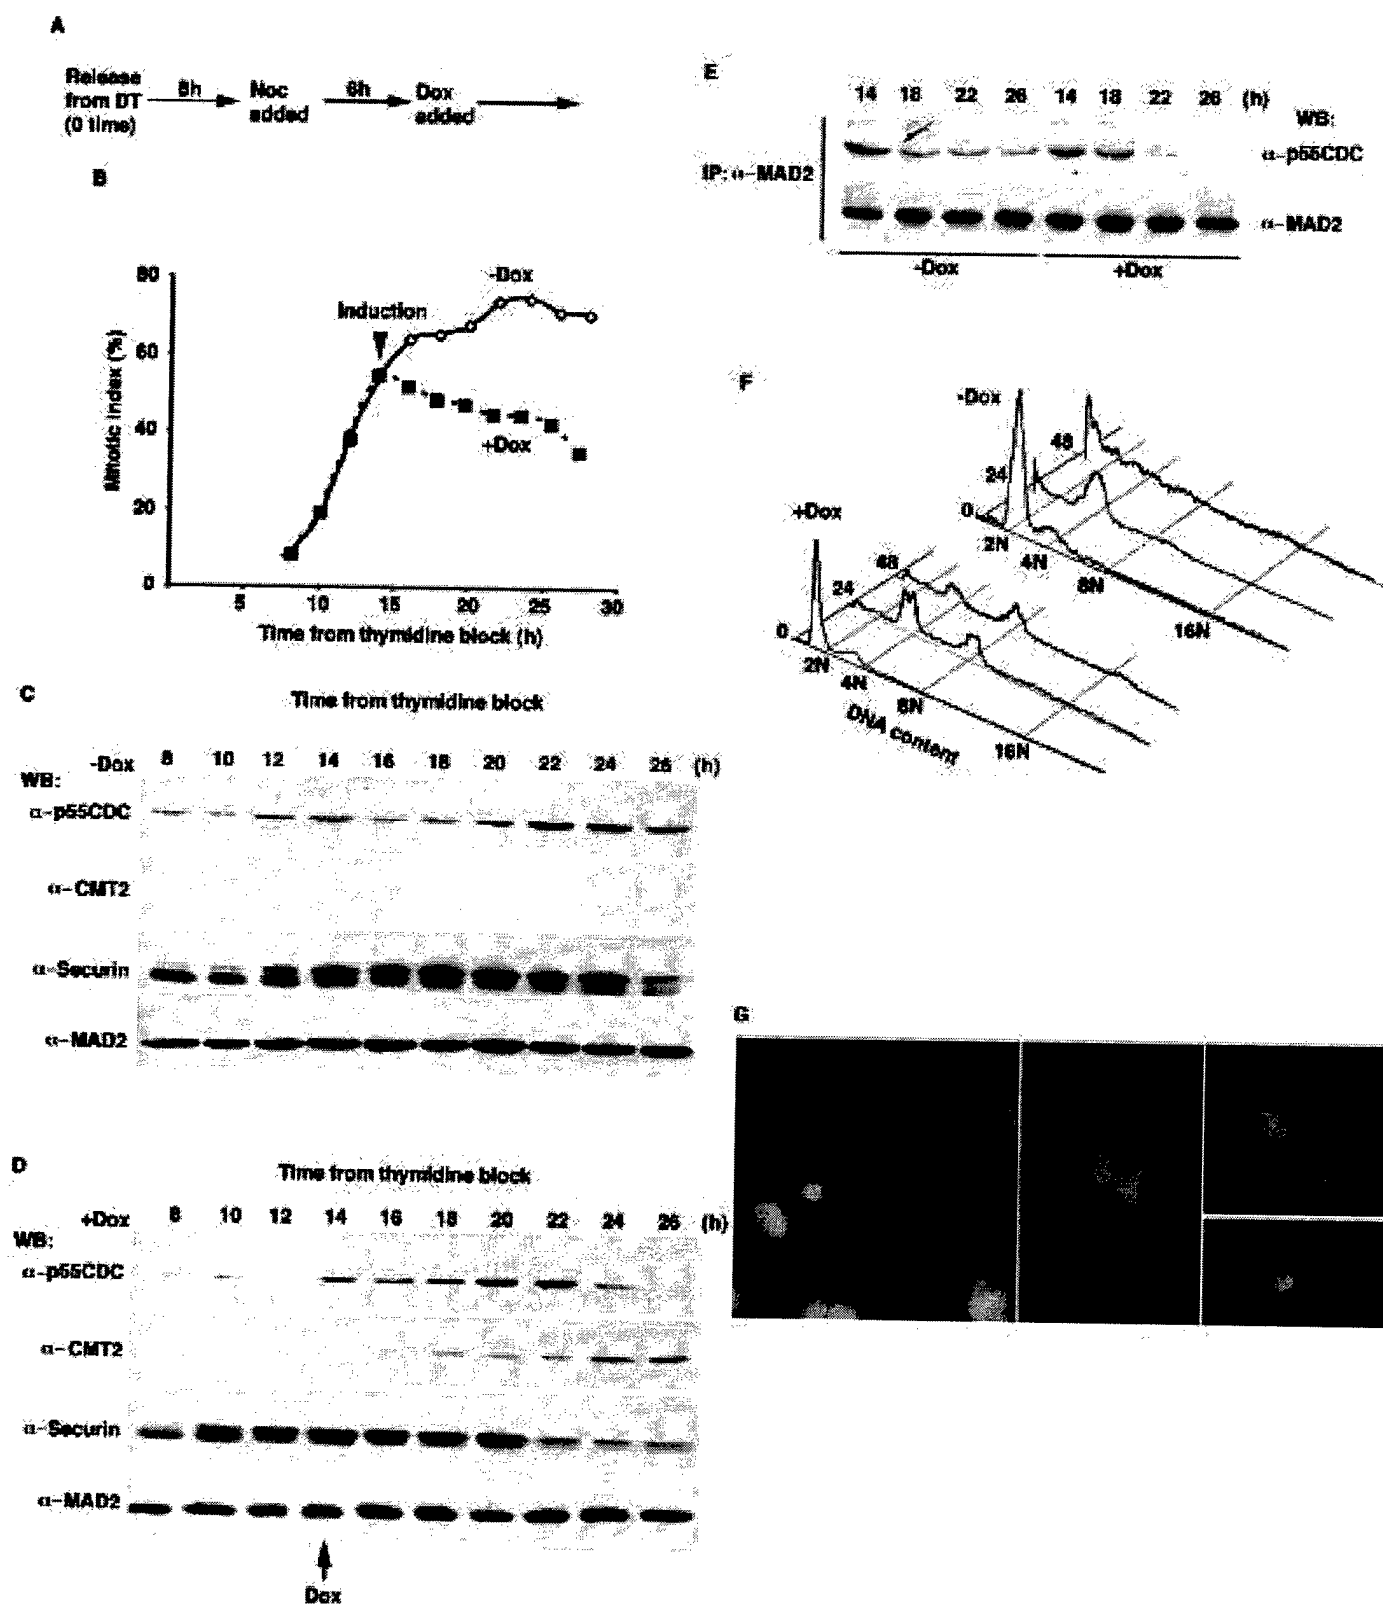 A
Release from DT (0 time)
8h
Noc added
6h
Dox added
B
80
60
40
20
0
Mitotic index (%)
Induction
-Dox
+Dox
5 10 15 20 25 30
Time from thymidine block (h)
C
Time from thymidine block
-Dox 8 10 12 14 16 18 20 22 24 26 (h)
WB:
α-p55CDC
α-CMT2
α-Securin
α-MAD2
D
Time from thymidine block
+Dox 8 10 12 14 16 18 20 22 24 26 (h)
WB:
α-p55CDC
α-CMT2
α-Securin
α-MAD2
Dox
E
14 18 22 26 14 18 22 26 (h)
WB:
IP: α-MAD2
α-p55CDC
α-MAD2
-Dox +Dox
F
-Dox
48
24
0
2N
4N
8N
16N
+Dox
48
24
0
2N
4N
8N
16N
DNA content
G